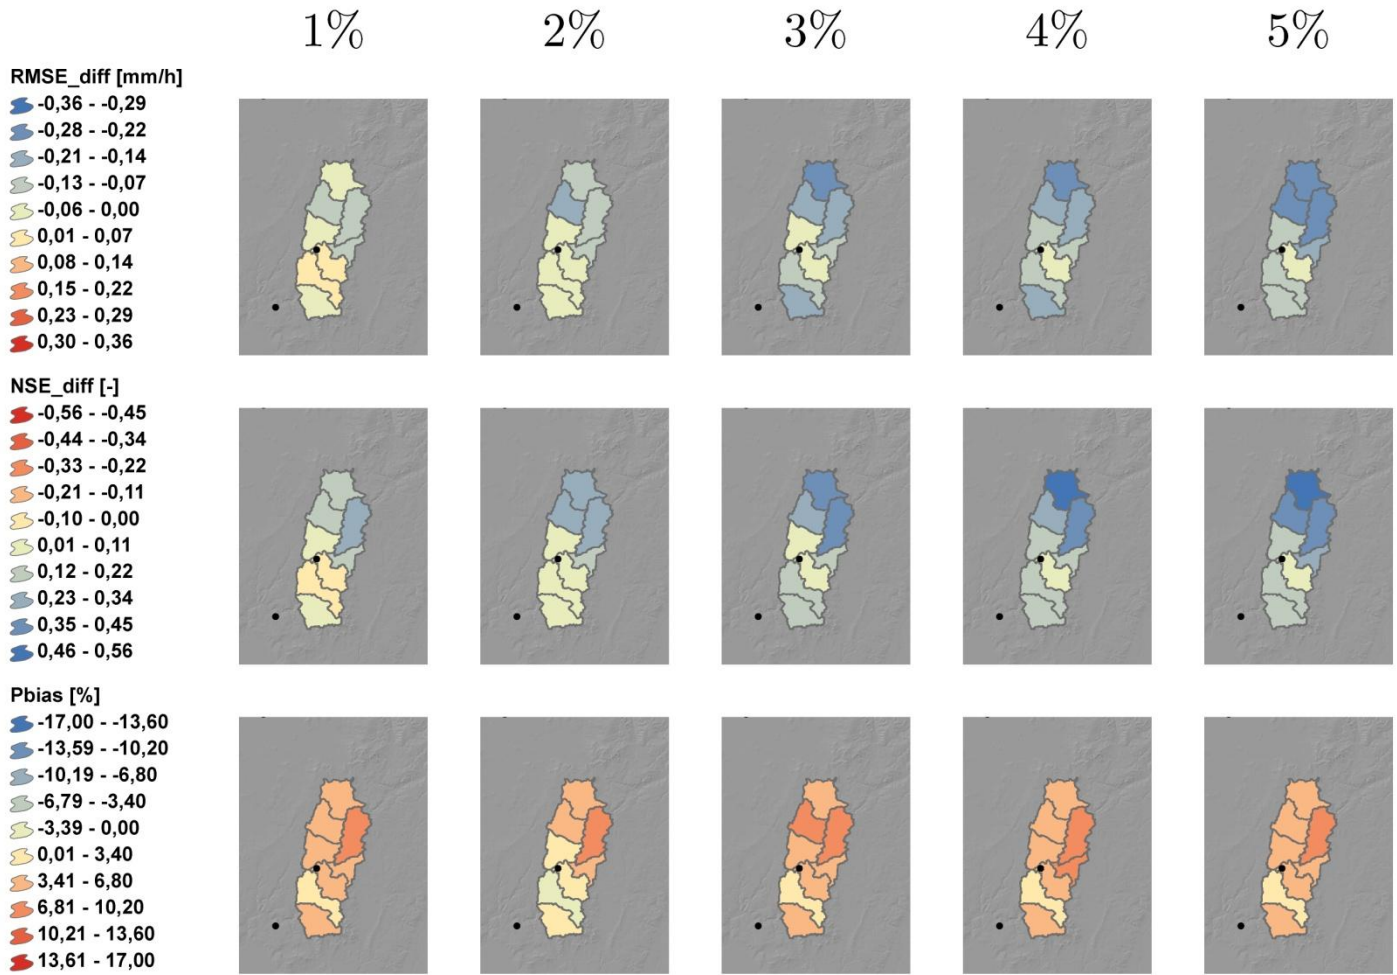 1% 2% 3% 4% 5%
RMSE_diff [mm/h]
-0,36 - -0,29
-0,28 - -0,22
-0,21 - -0,14
-0,13 - -0,07
-0,06 - 0,00
0,01 - 0,07
0,08 - 0,14
0,15 - 0,22
0,23 - 0,29
0,30 - 0,36
NSE_diff [-]
-0,56 - -0,45
-0,44 - -0,34
-0,33 - -0,22
-0,21 - -0,11
-0,10 - 0,00
0,01 - 0,11
0,12 - 0,22
0,23 - 0,34
0,35 - 0,45
0,46 - 0,56
Pbias [%]
-17,00 - -13,60
-13,59 - -10,20
-10,19 - -6,80
-6,79 - -3,40
-3,39 - 0,00
0,01 - 3,40
3,41 - 6,80
6,81 - 10,20
10,21 - 13,60
13,61 - 17,00